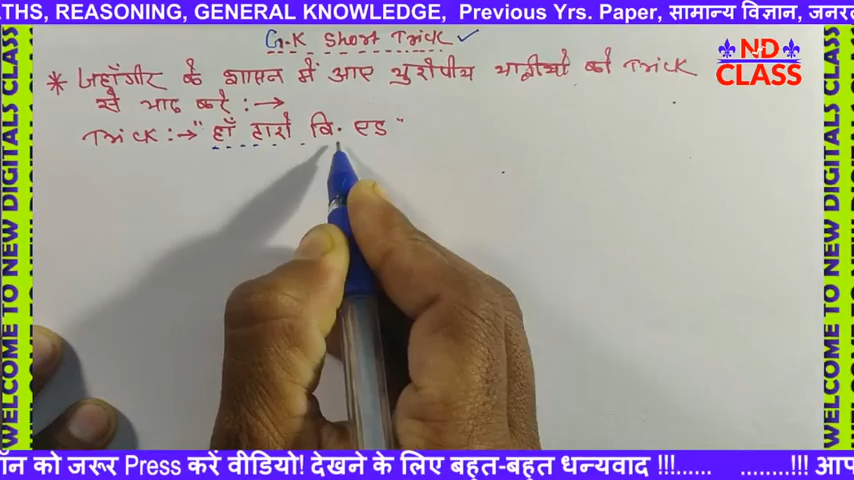 THS, REASONING, GENERAL KNOWLEDGE, Previous Yrs. Paper, सामान्य विज्ञान, जनरल
G.K Short Trick ✓
ND
CLASS
* जहाँगीर के शासन में आए युरोपीय यात्रीयो को Trick
से याद करे :→
Trick :→ "हाँ हारो वि. एड"
WELCOME TO NEW DIGITALS CLASS
WELCOME TO NEW DIGITALS CLASS
ॉन को जरूर Press करें वीडियो! देखने के लिए बहुत-बहुत धन्यवाद !!!...... ........!!! आप